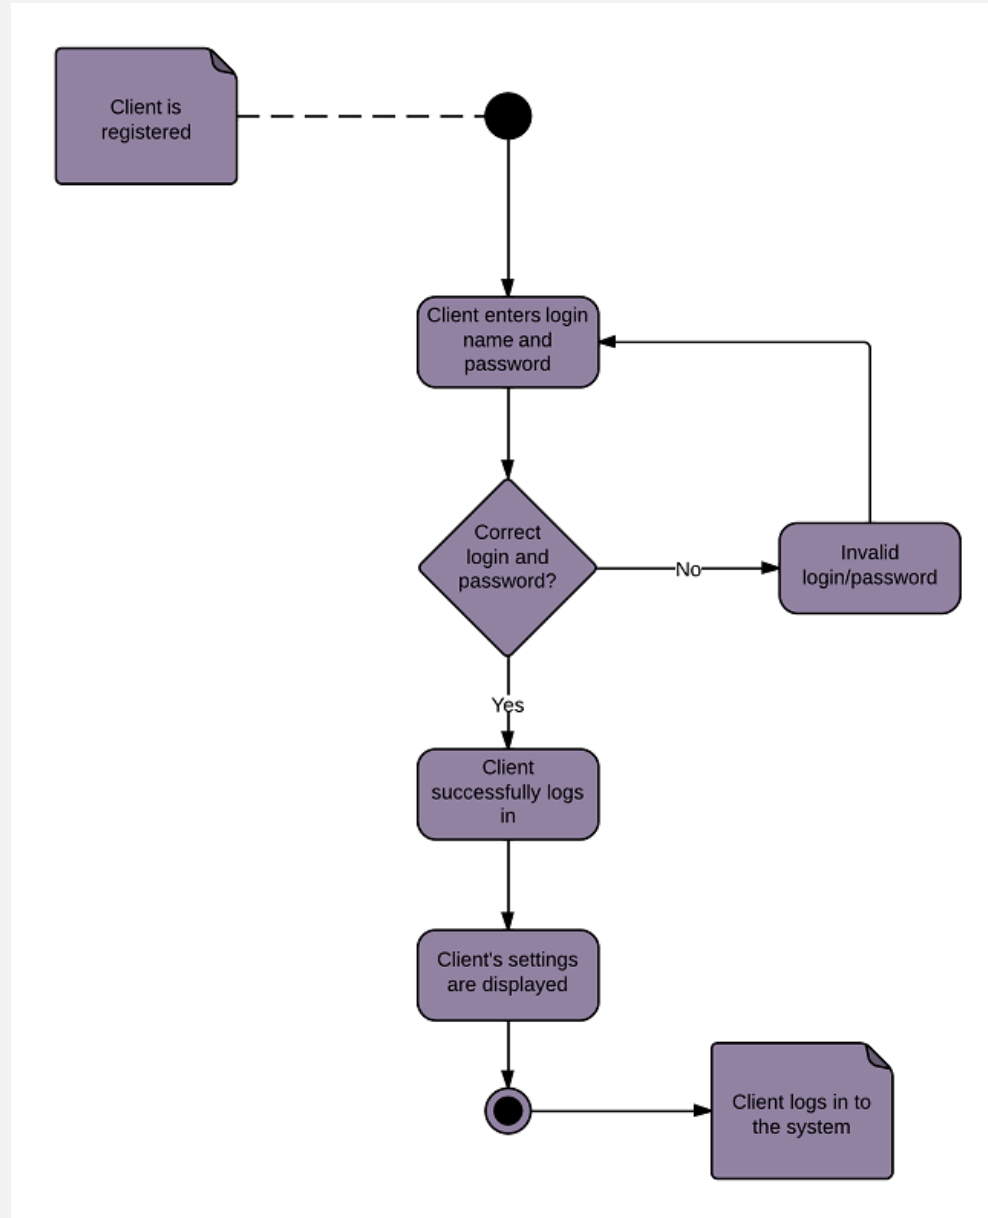 Client is
registered
Client enters login
name and
password
Correct
login and
password?
No
Invalid
login/password
Yes
Client
successfully logs
in
Client's settings
are displayed
Client logs in to
the system